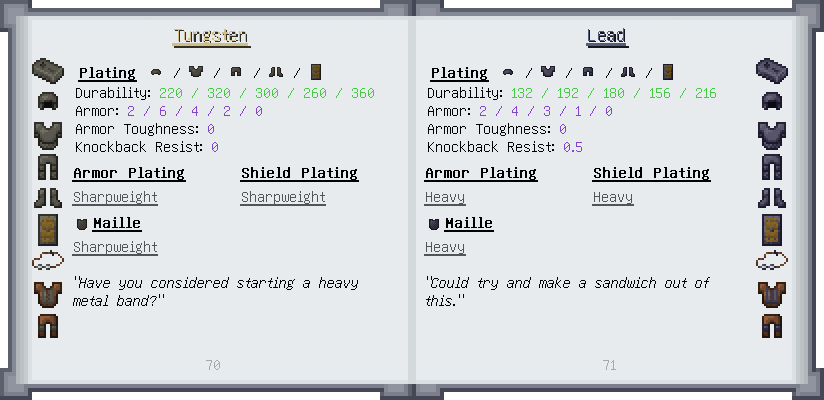 Tungsten
Plating / / / /
Durability: 220 / 320 / 300 / 260 / 360
Armor: 2 / 6 / 4 / 2 / 0
Armor Toughness: 0
Knockback Resist: 0
Armor Plating Shield Plating
Sharpweight Sharpweight
Maille
Sharpweight
"Have you considered starting a heavy
metal band?"
70
Lead
Plating / / / /
Durability: 132 / 192 / 180 / 156 / 216
Armor: 2 / 4 / 3 / 1 / 0
Armor Toughness: 0
Knockback Resist: 0.5
Armor Plating Shield Plating
Heavy Heavy
Maille
Heavy
"Could try and make a sandwich out of
this."
71